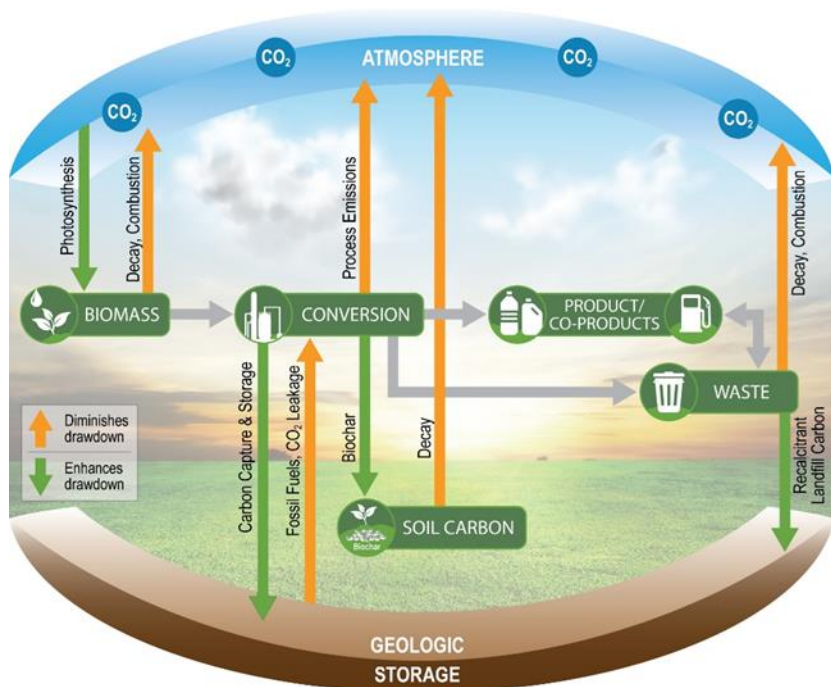 CO₂
CO₂
ATMOSPHERE
CO₂
CO₂
Photosynthesis
Decay, Combustion
Process Emissions
Decay, Combustion
BIOMASS
CONVERSION
PRODUCT/
CO-PRODUCTS
WASTE
Diminishes
drawdown
Enhances
drawdown
Carbon Capture & Storage
Fossil Fuels, CO₂ Leakage
Biochar
Decay
Recalcitrant
Landfill Carbon
SOIL CARBON
Biochar
GEOLOGIC
STORAGE